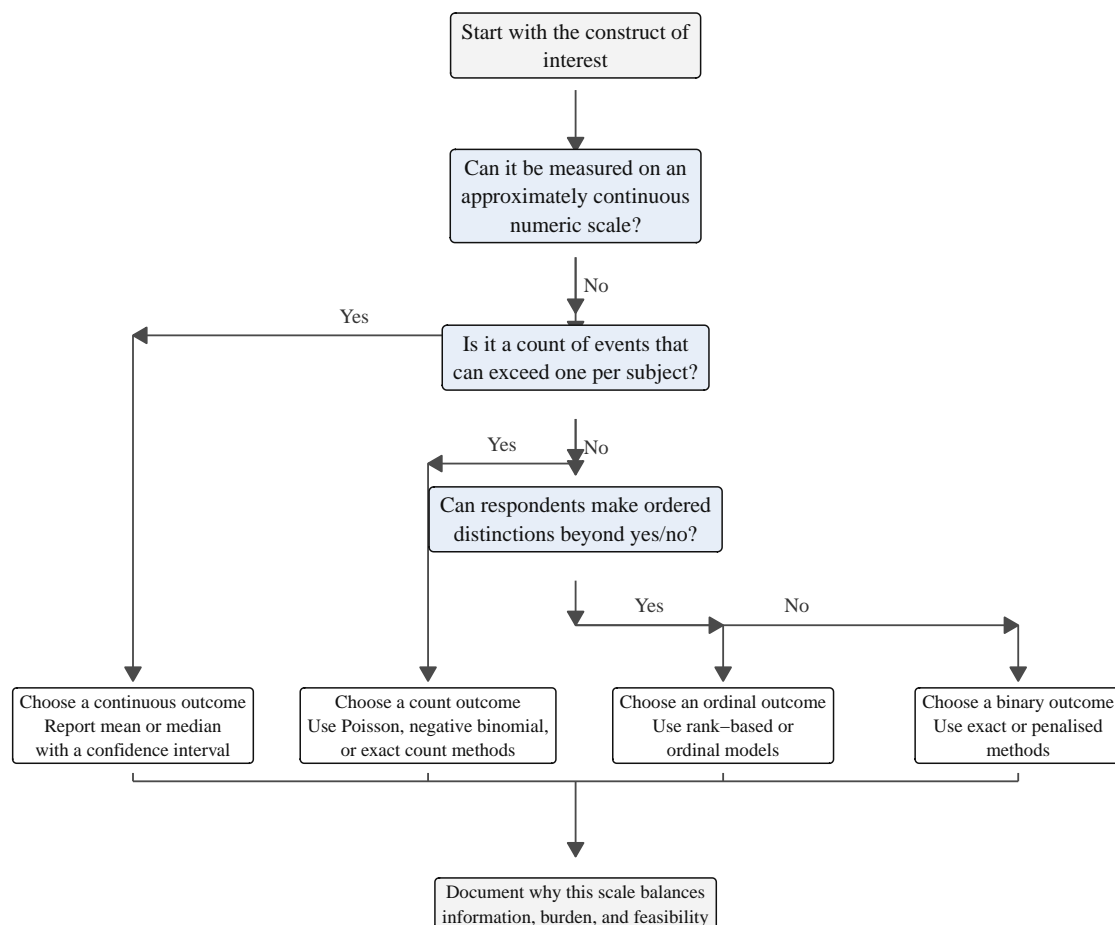 Start with the construct of
interest
Can it be measured on an
approximately continuous
numeric scale?
No
Yes
Is it a count of events that
can exceed one per subject?
Yes
No
Can respondents make ordered
distinctions beyond yes/no?
Yes
No
Choose a continuous outcome
Report mean or median
with a confidence interval
Choose a count outcome
Use Poisson, negative binomial,
or exact count methods
Choose an ordinal outcome
Use rank−based or
ordinal models
Choose a binary outcome
Use exact or penalised
methods
Document why this scale balances
information, burden, and feasibility